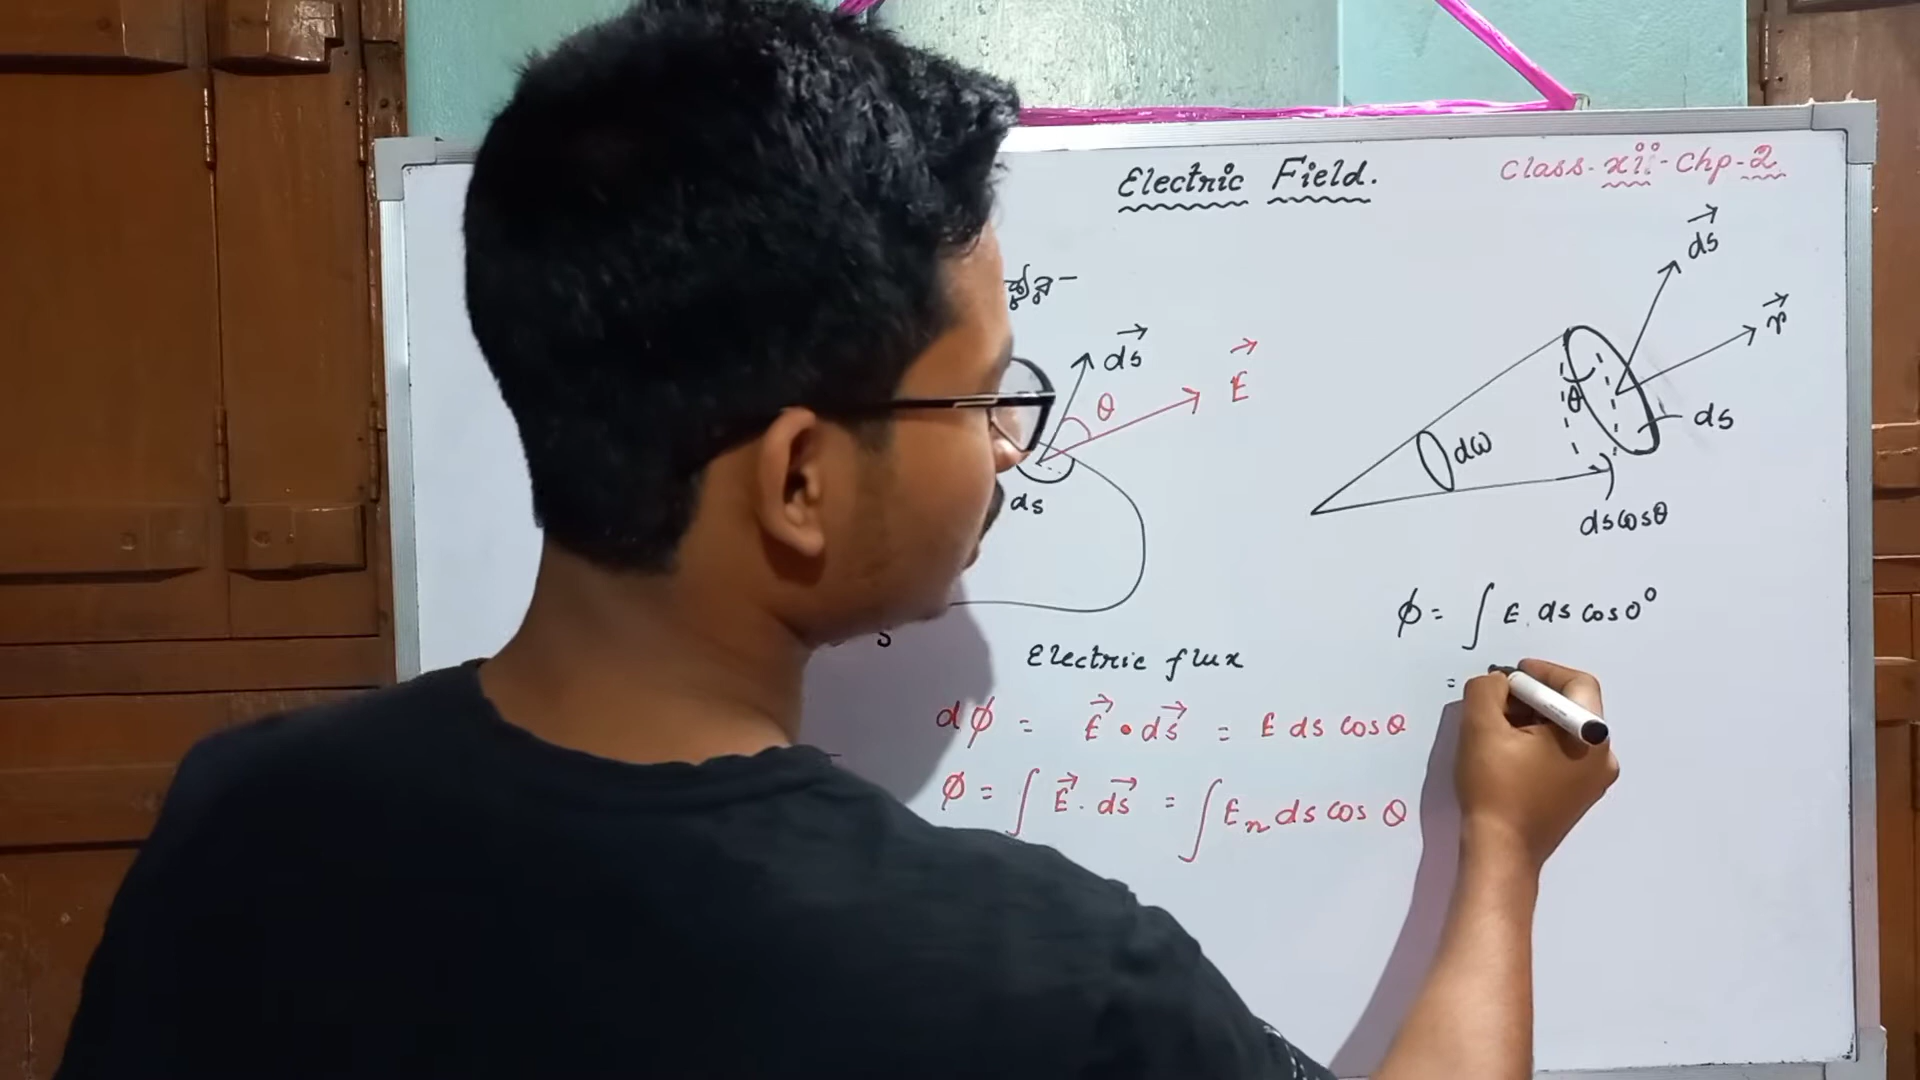 Electric Field.
Class-xii-Chp-2
ds
E
θ
ds
S
ds
r
θ
ds
dω
ds cosθ
Electric flux
dφ = E • ds = E ds cosθ
φ = ∫ E . ds = ∫ Eₙ ds cos θ
φ = ∫ E . ds cos 0°
=